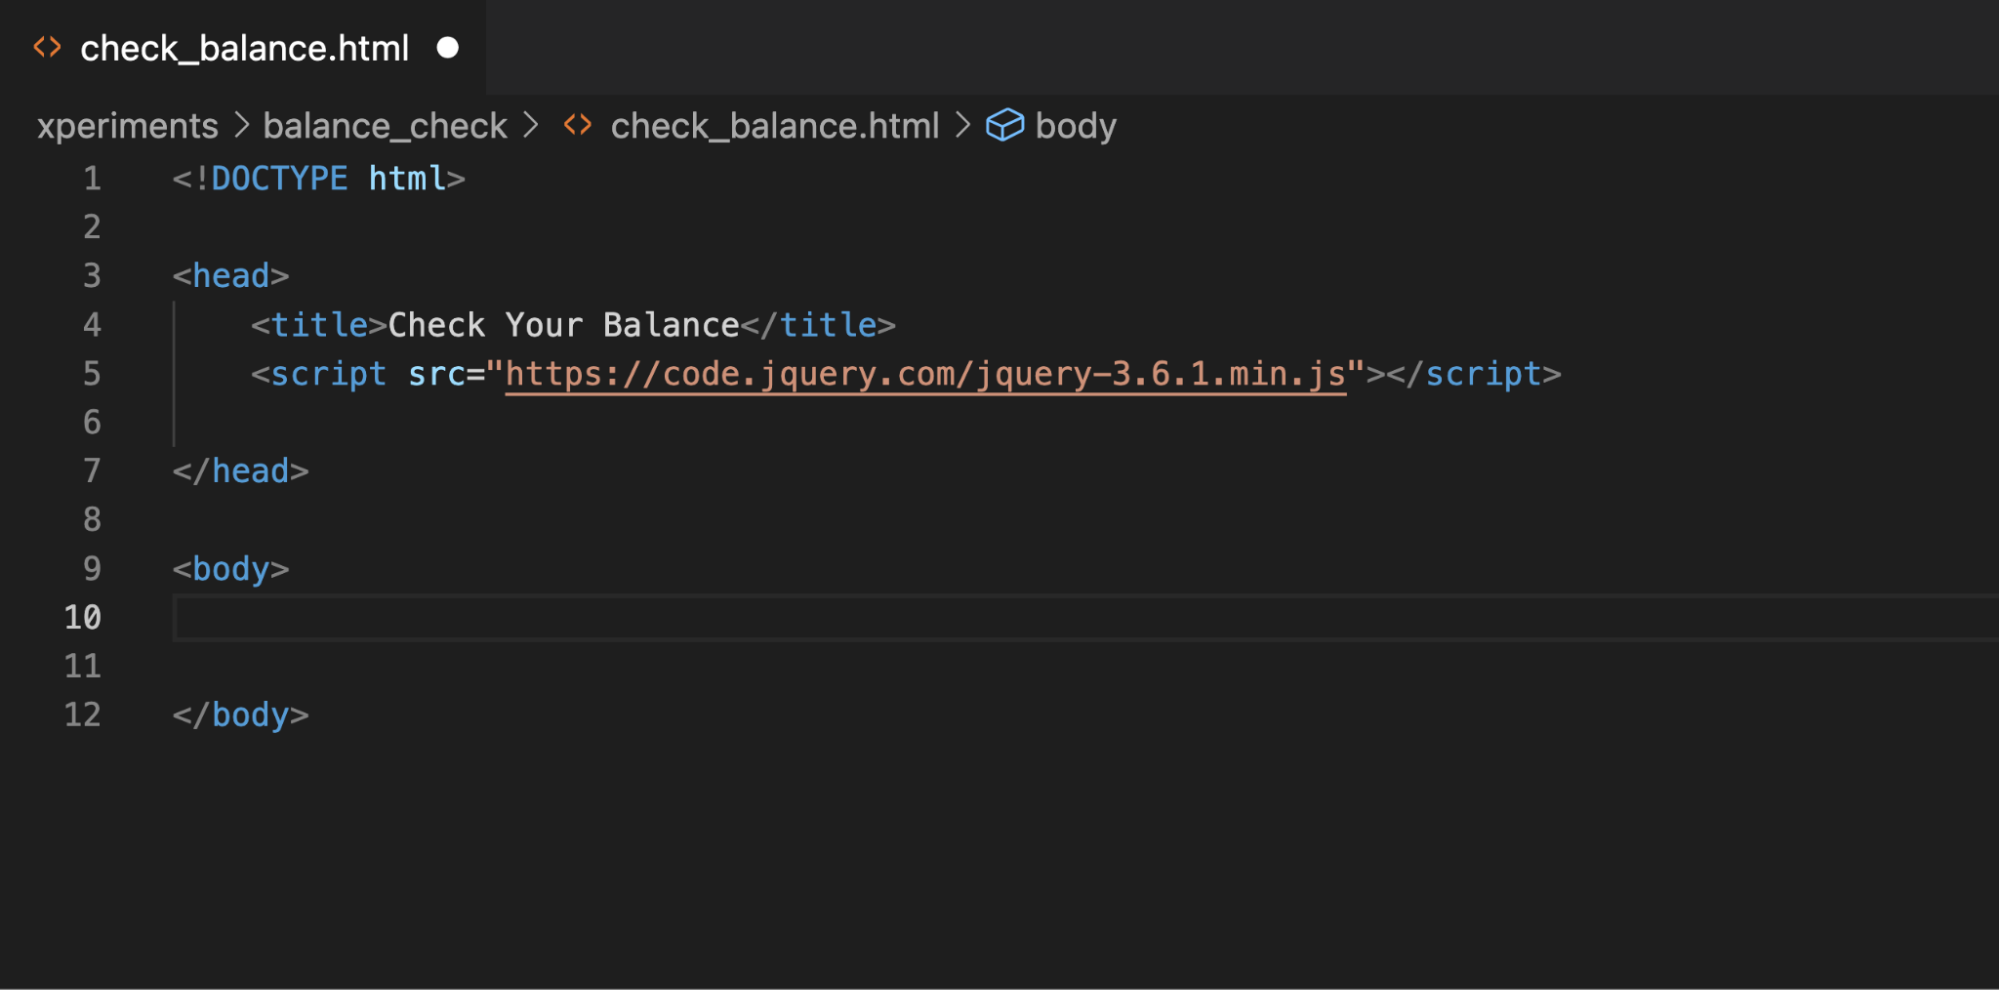 check_balance.html
xperiments > balance_check > check_balance.html > body
1 <!DOCTYPE html>
2
3 <head>
4     <title>Check Your Balance</title>
5     <script src="https://code.jquery.com/jquery-3.6.1.min.js"></script>
6
7 </head>
8
9 <body>
10
11
12 </body>